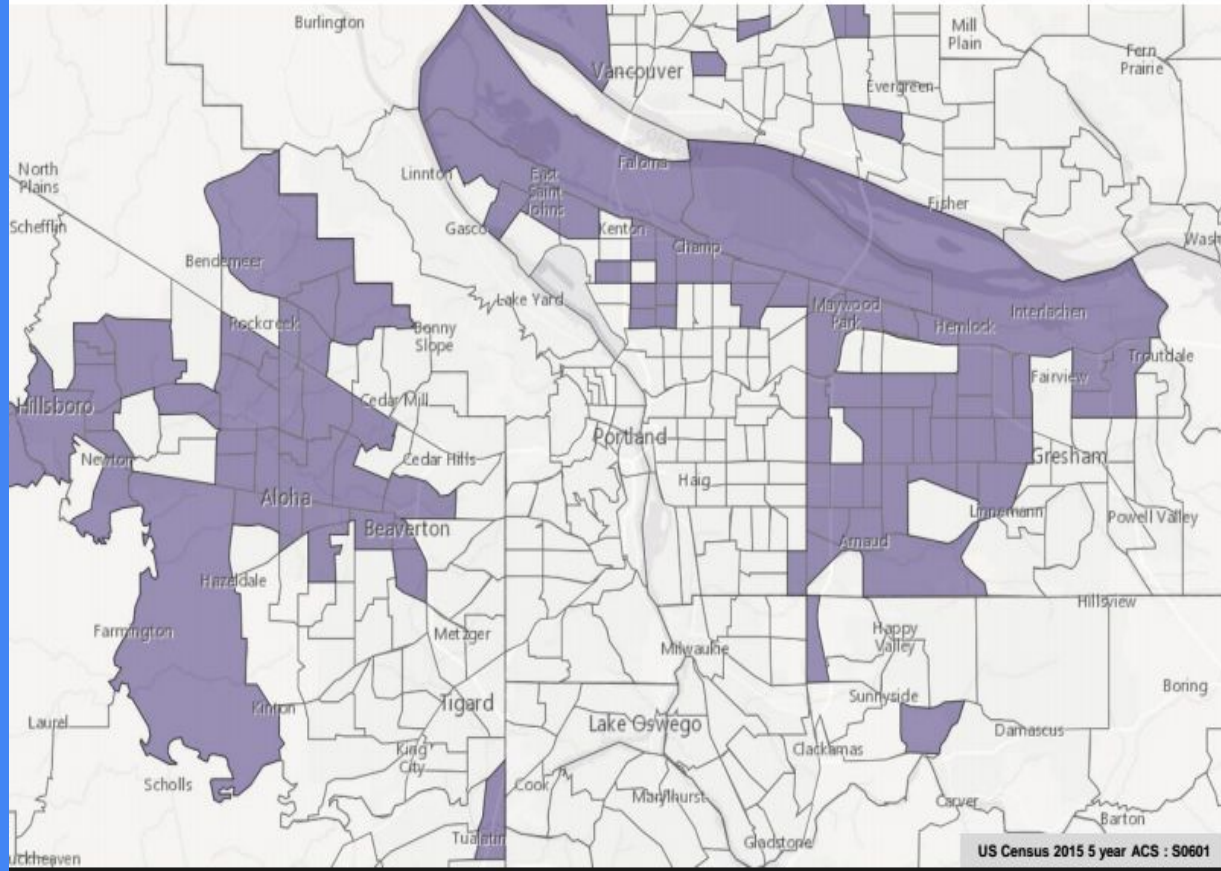 Burlington
Mill
Plain
Fern
Prairie
Vancouver
Evergreen
North
Plains
Linnton
East
Saint
Johns
Faloma
Fisher
Schefflin
Gasco
Kenton
Champ
Wash
Bendemeer
Lake Yard
Maywood
Park
Interlachen
Rockcreek
Bonny
Slope
Hemlock
Troutdale
Fairview
Hillsboro
Cedar Mill
Portland
Newton
Cedar Hills
Gresham
Haig
Aloha
Linnemann
Powell Valley
Beaverton
Arnaud
Hazeldale
Hillsview
Farmington
Metzger
Happy
Valley
Milwaukie
Boring
Sunnyside
Laurel
Kinton
Tigard
Lake Oswego
Damascus
King
City
Clackamas
Scholls
Cook
Marylhurst
Carver
Barton
Tualatin
Gladstone
uckheaven
US Census 2015 5 year ACS : S0601